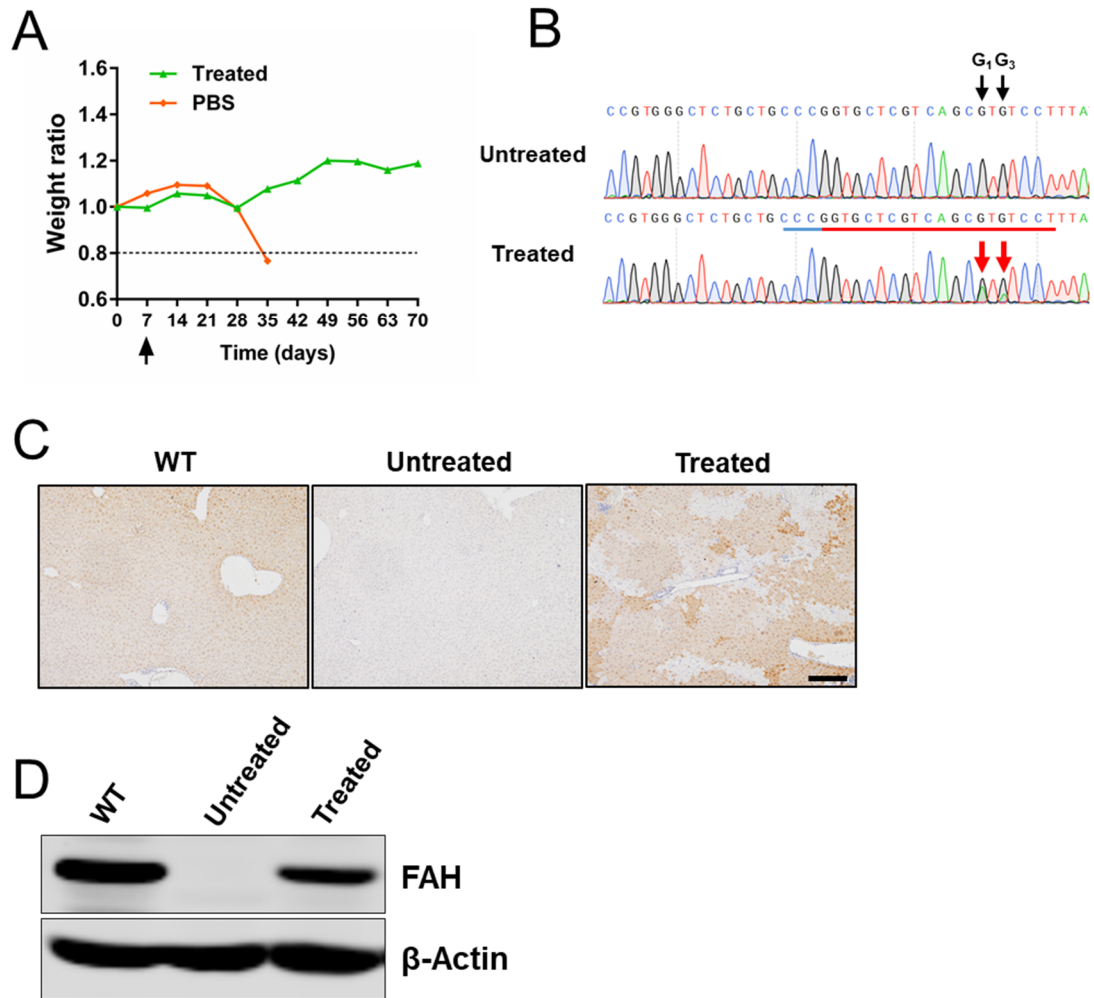 A
1.6
1.4
1.2
1.0
0.8
0.6
Weight ratio
Treated
PBS
0 7 14 21 28 35 42 49 56 63 70
Time (days)
B
G₁ G₃
CCGTGGGCTCTGCTGCCCGGTGCTCGTCAGCGTGTCCTTTA
Untreated
CCGTGGGCTCTGCTGCCCGGTGCTCGTCAGCGTGTCCTTTA
Treated
C
WT Untreated Treated
D
WT Untreated Treated
FAH
β-Actin